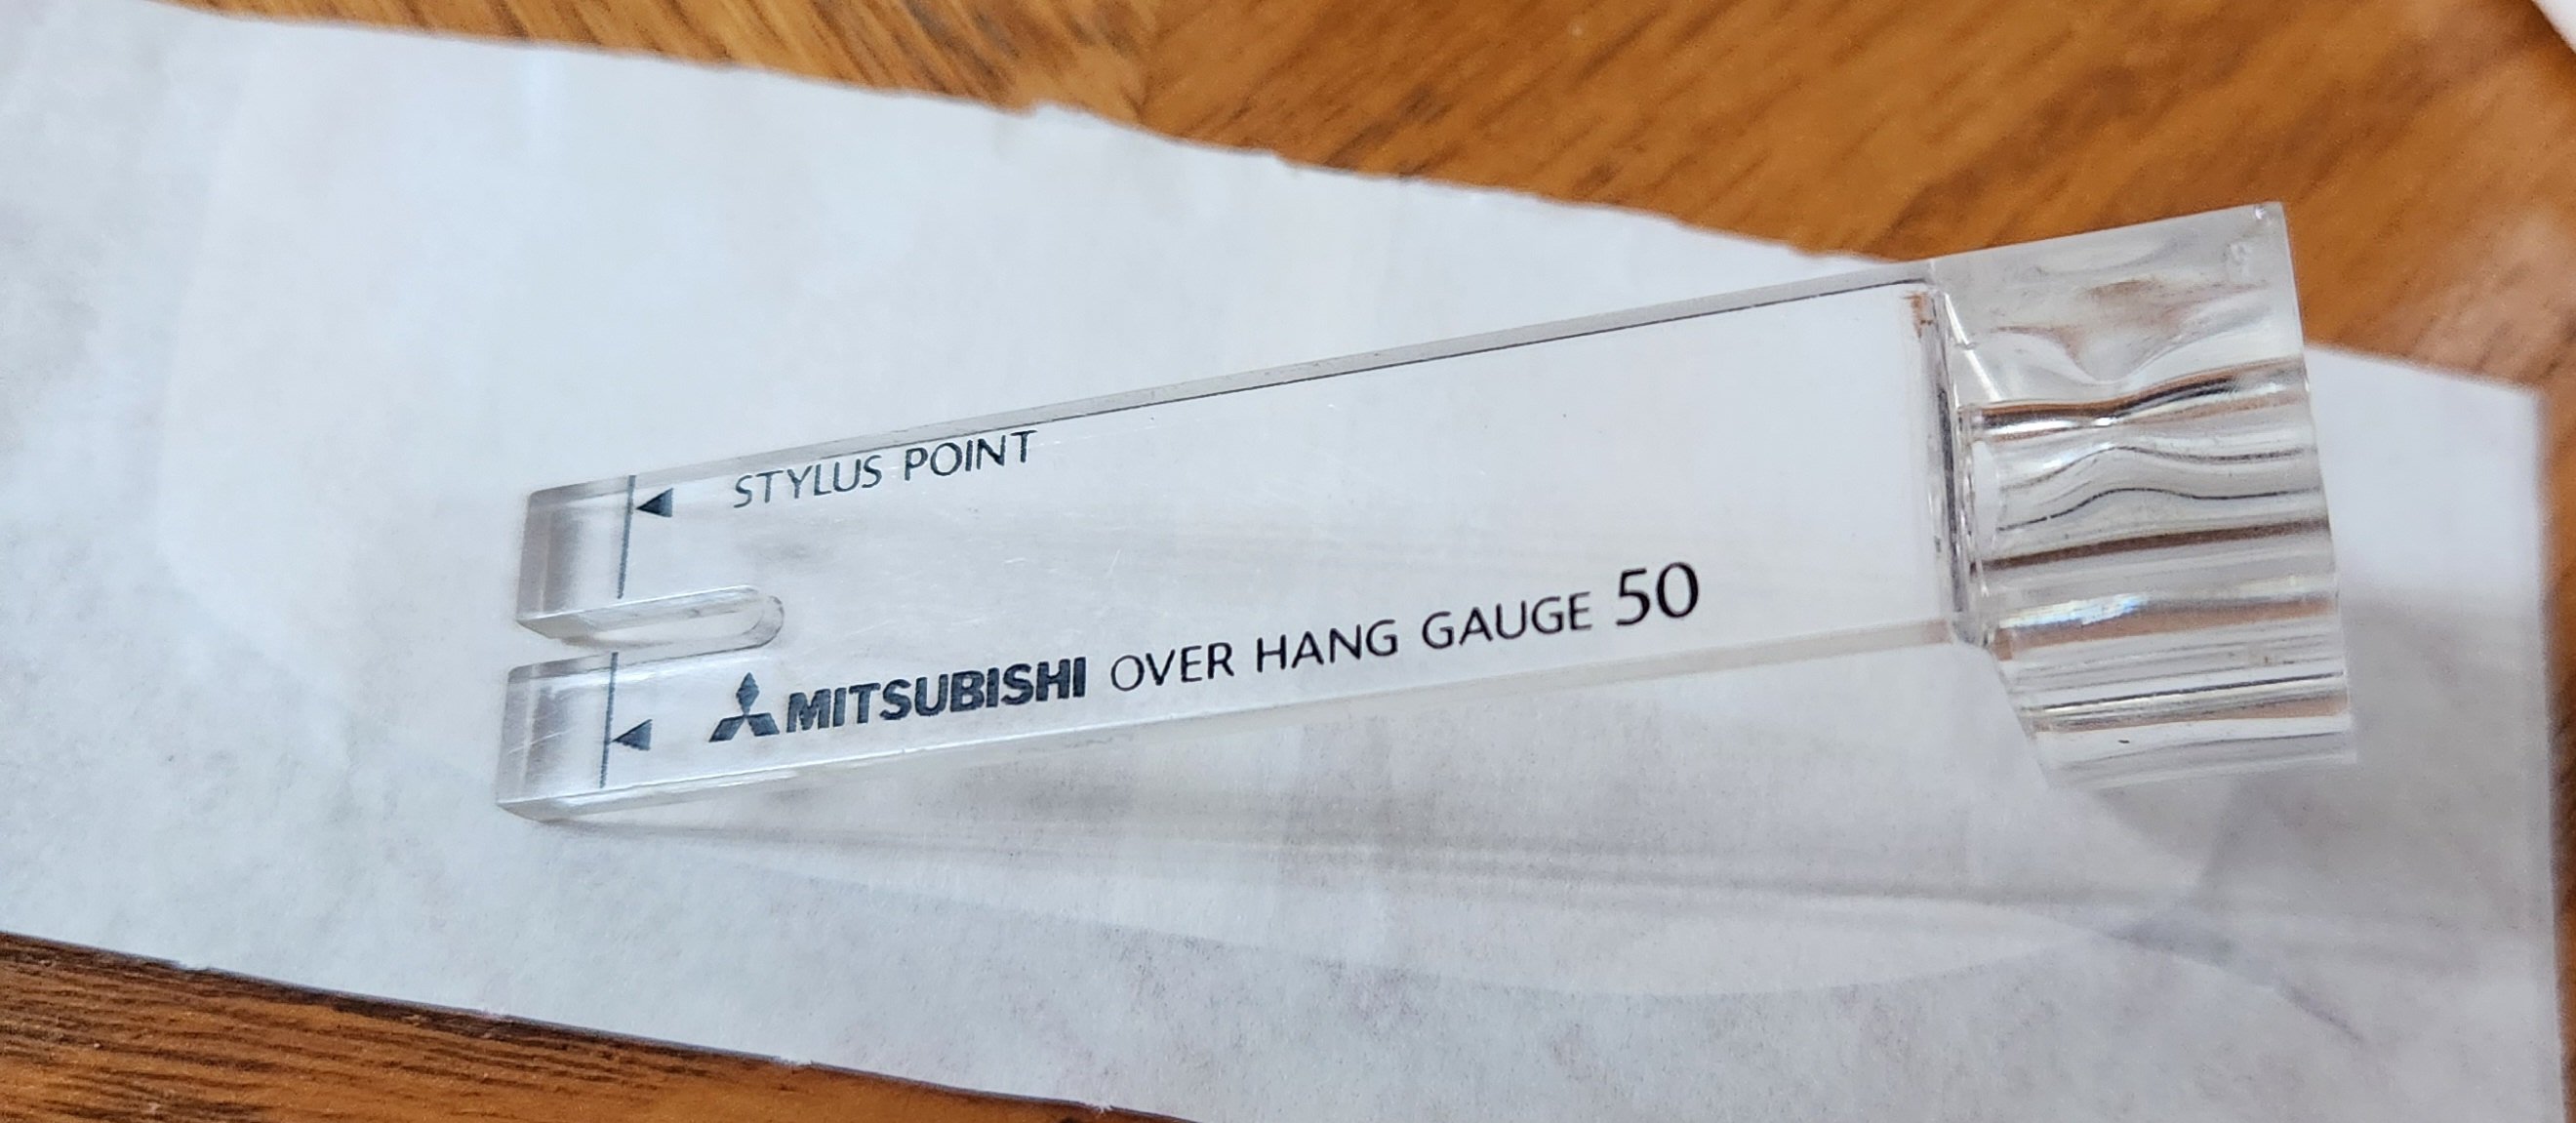 STYLUS POINT
MITSUBISHI OVER HANG GAUGE 50